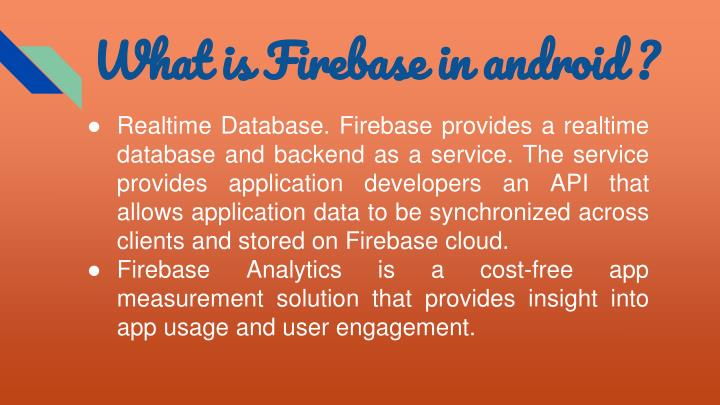 What is Firebase in android ?
● Realtime Database. Firebase provides a realtime
database and backend as a service. The service
provides application developers an API that
allows application data to be synchronized across
clients and stored on Firebase cloud.
● Firebase Analytics is a cost-free app
measurement solution that provides insight into
app usage and user engagement.